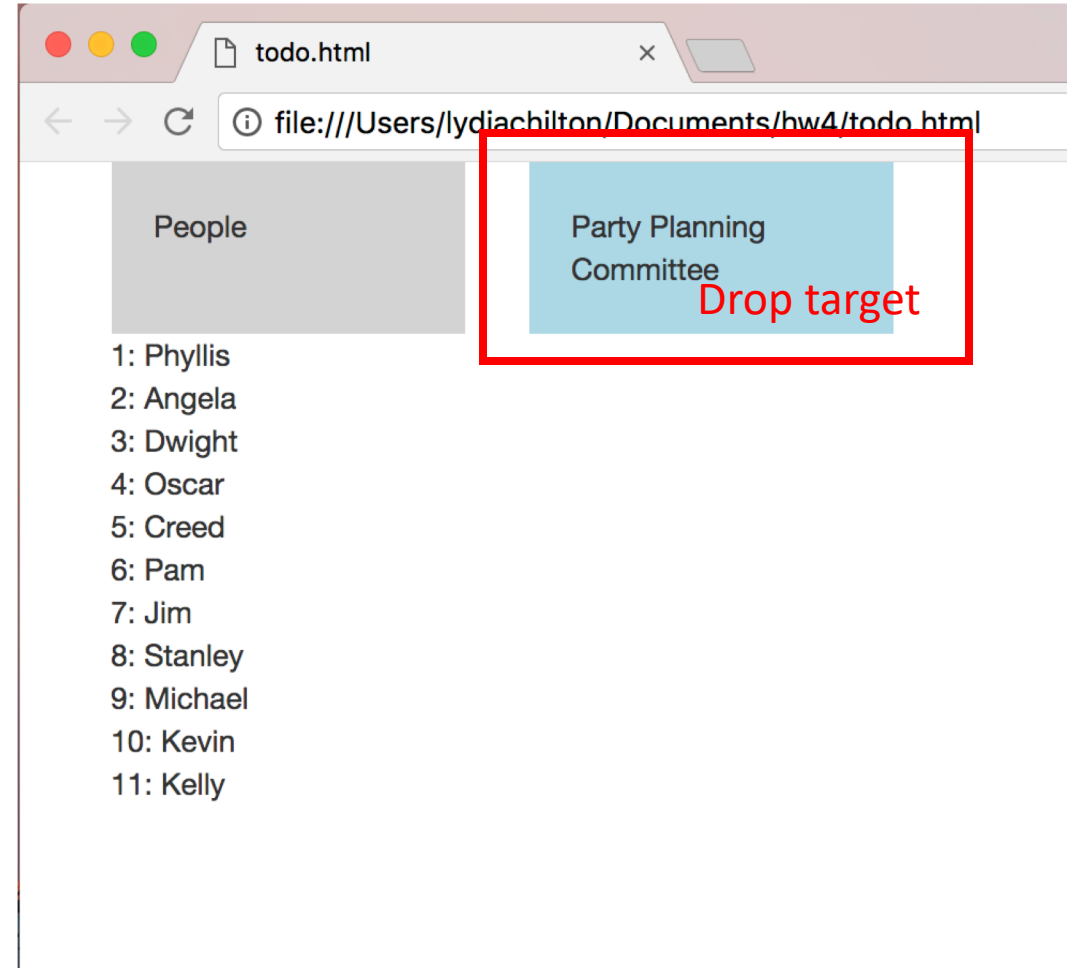 todo.html
file:///Users/lydiachilton/Documents/hw4/todo.html
People
Party Planning
Committee
Drop target
1: Phyllis
2: Angela
3: Dwight
4: Oscar
5: Creed
6: Pam
7: Jim
8: Stanley
9: Michael
10: Kevin
11: Kelly